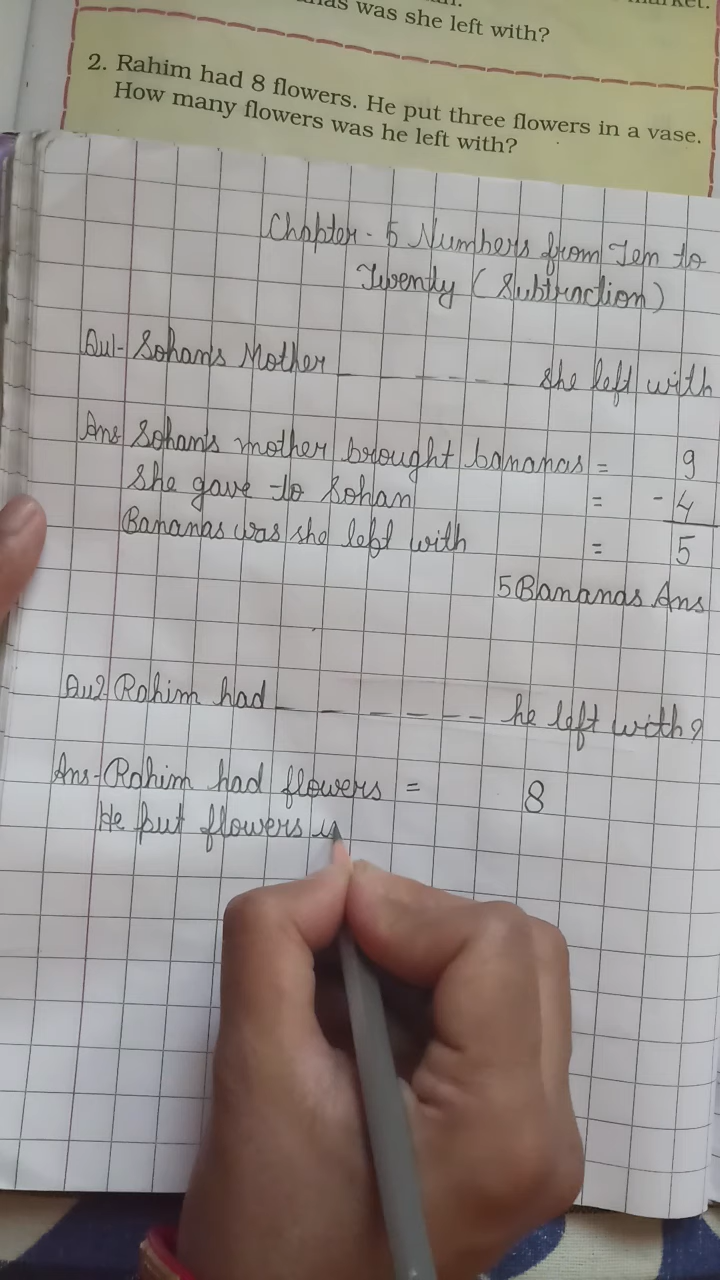 was she left with?
2. Rahim had 8 flowers. He put three flowers in a vase.
How many flowers was he left with?
Chapter - 5 Numbers from Ten to
Twenty (Subtraction)
Qu1- Sohan's Mother _ _ _ _ _ she left with
Ans Sohan's mother brought bananas = 9
She gave to Sohan = - 4
Bananas was she left with = 5
5 Bananas Ans
Qu2 Rahim had _ _ _ _ _ _ he left with?
Ans- Rahim had flowers = 8
He put flowers